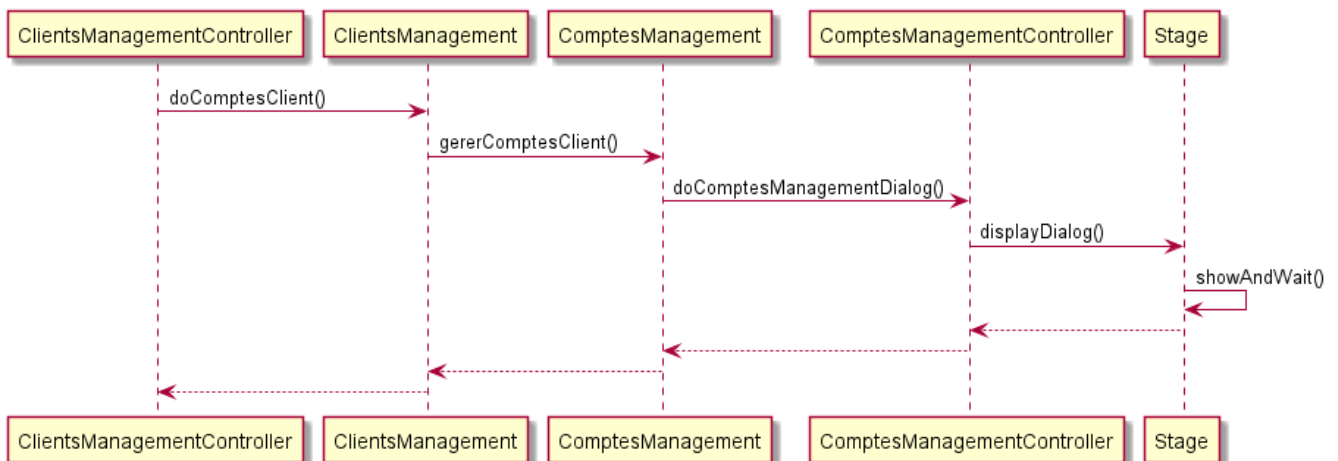 ClientsManagementController
ClientsManagement
ComptesManagement
ComptesManagementController
Stage
doComptesClient()
gererComptesClient()
doComptesManagementDialog()
displayDialog()
showAndWait()
ClientsManagementController
ClientsManagement
ComptesManagement
ComptesManagementController
Stage